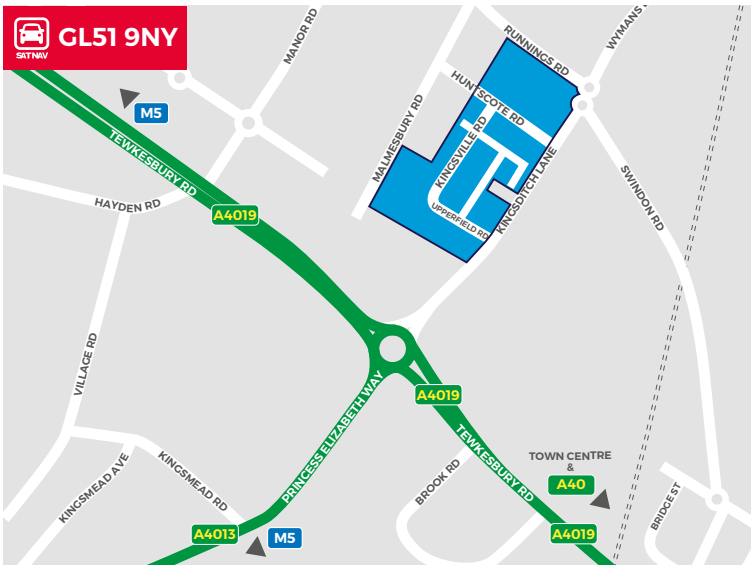 SATNAV
GL51 9NY
MANOR RD
RUNNINGS RD
WYMANS
M5
HUNTSCOTE RD
MALMESBURY RD
KINGSVILLE RD
TEWKESBURY RD
KINGSDITCH LANE
SWINDON RD
HAYDEN RD
A4019
UPPERFIELD RD
VILLAGE RD
PRINCESS ELIZABETH WAY
A4019
TEWKESBURY RD
TOWN CENTRE
&
A40
KINGSMEAD AVE
KINGSMEAD RD
BROOK RD
BRIDGE ST
A4013
M5
A4019